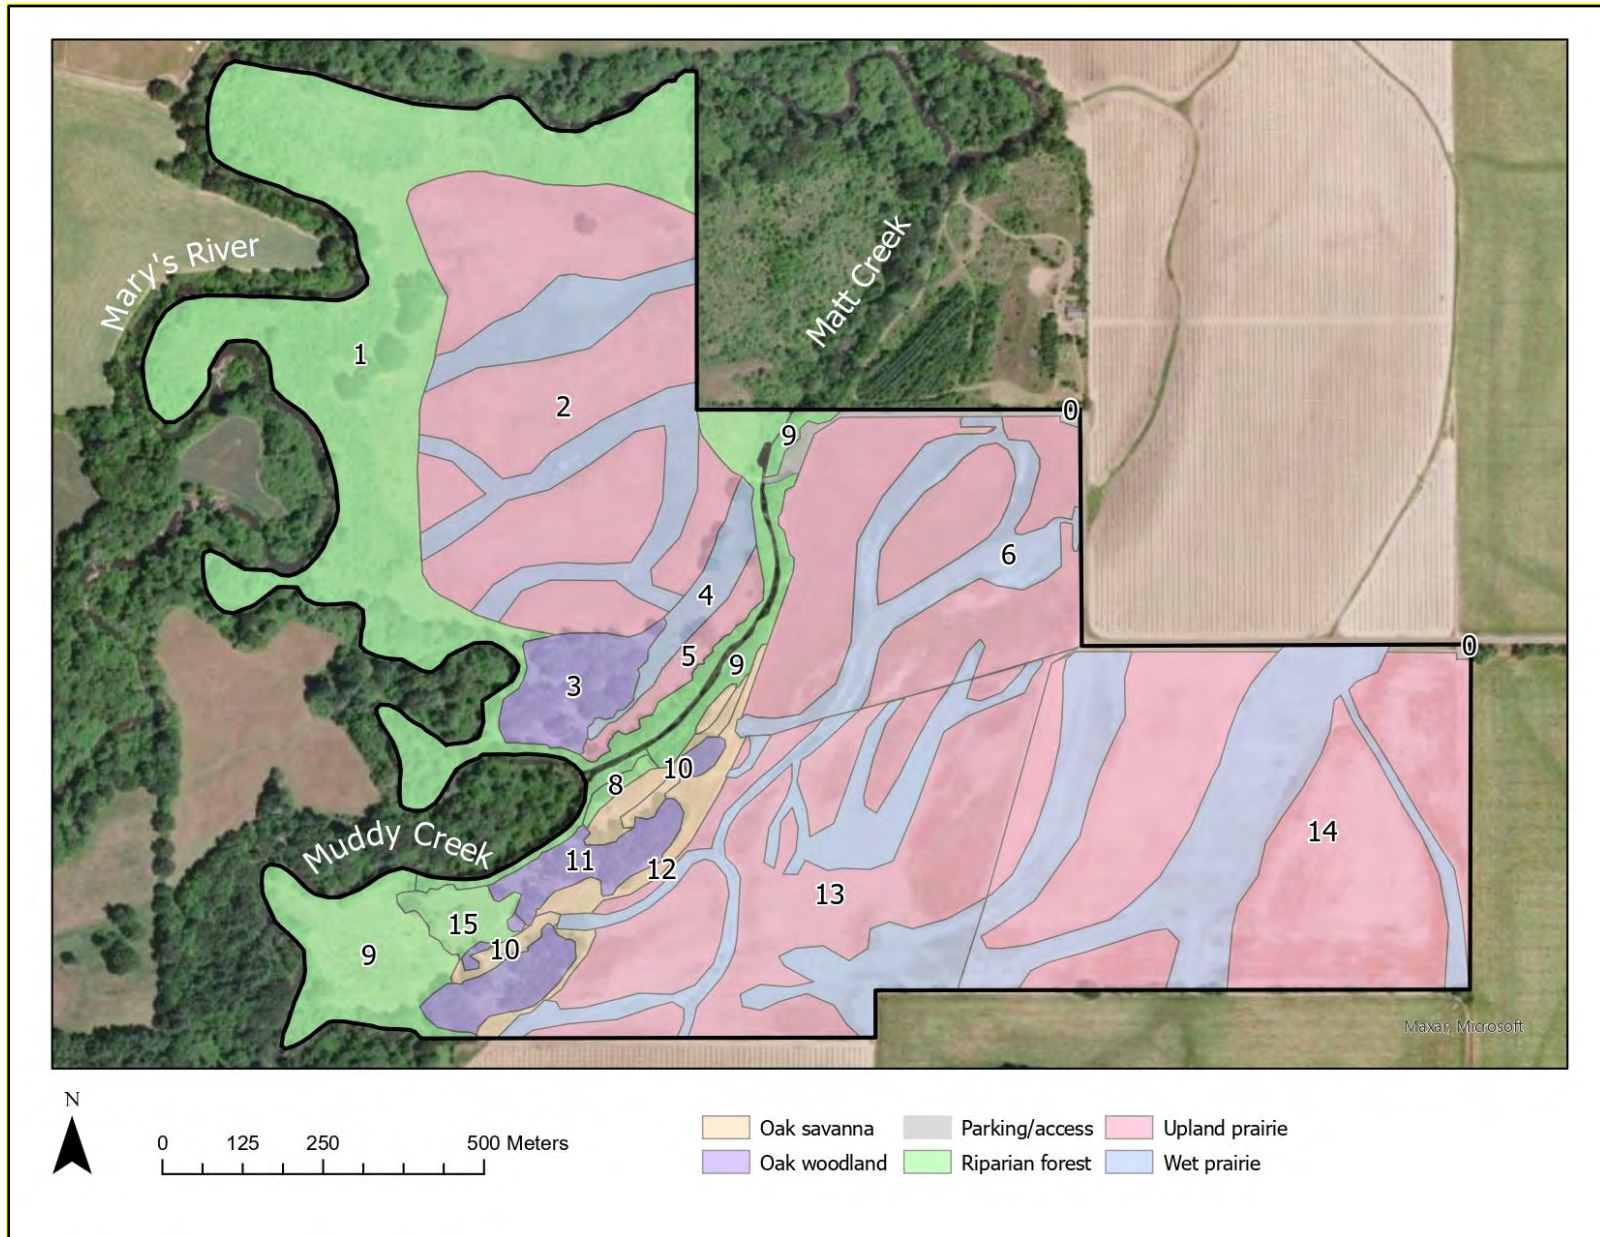 Mary's River
Matt Creek
1
2
9
0
6
4
5
9
0
3
10
8
Muddy Creek
11
12
14
13
15
10
9
Maxar, Microsoft
N
0 125 250 500 Meters
Oak savanna
Parking/access
Upland prairie
Oak woodland
Riparian forest
Wet prairie